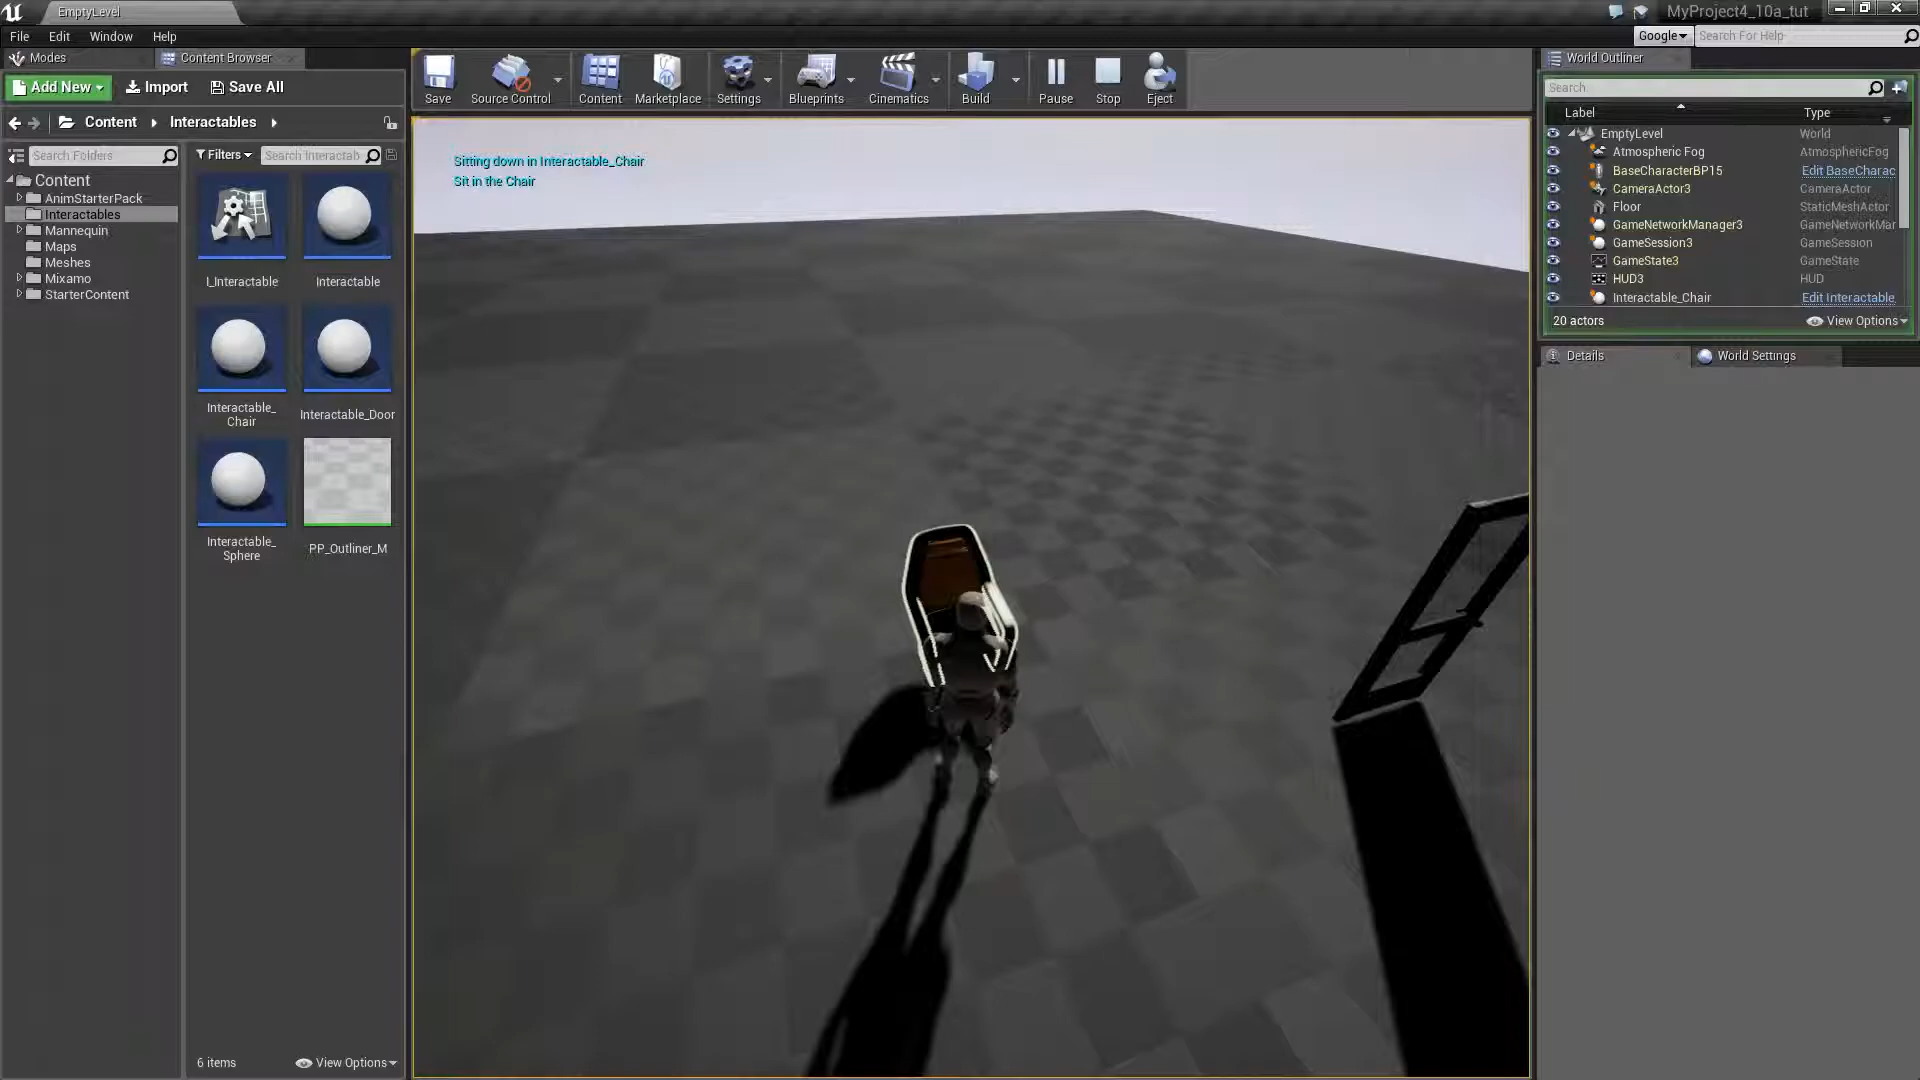 EmptyLevel
MyProject4_10a_tut
File Edit Window Help
Google Search For Help
Modes Content Browser
Add New Import Save All
Save Source Control Content Marketplace Settings Blueprints Cinematics Build Pause Stop Eject
World Outliner
Search
Label Type
Content Interactables
Search Folders
Filters Search Interactab
Content
AnimStarterPack
Interactables
Mannequin
Maps
Meshes
Mixamo
StarterContent
I_Interactable Interactable
Interactable_
Chair
Interactable_Door
Interactable_
Sphere
PP_Outliner_M
6 items View Options
Sitting down in Interactable_Chair
Sit in the Chair
EmptyLevel World
Atmospheric Fog AtmosphericFog
BaseCharacterBP15 Edit BaseCharac
CameraActor3 CameraActor
Floor StaticMeshActor
GameNetworkManager3 GameNetworkMar
GameSession3 GameSession
GameState3 GameState
HUD3 HUD
Interactable_Chair Edit Interactable
20 actors View Options
Details World Settings